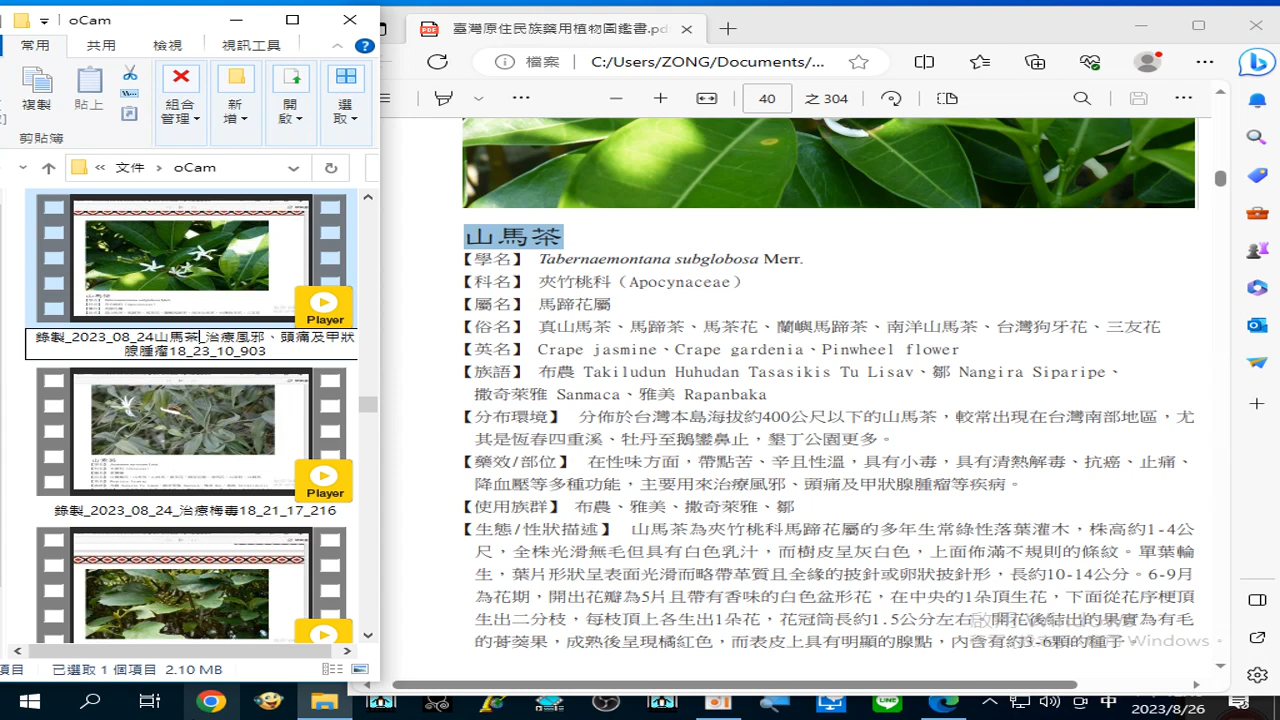 oCam
常用 共用 檢視 視訊工具
複製 貼上 組合管理 新增 開啟 選取
剪貼簿
« 文件 › oCam
Player
錄製_2023_08_24山馬茶_治療風邪、頭痛及甲狀
腺腫瘤18_23_10_903
Player
錄製_2023_08_24_治療梅毒18_21_17_216
Player
項目 已選取 1 個項目 2.10 MB
臺灣原住民族藥用植物圖鑑書.pd
檔案 C:/Users/ZONG/Documents/...
40 之 304
山馬茶
【學名】 Tabernaemontana subglobosa Merr.
【科名】 夾竹桃科（Apocynaceae）
【屬名】 馬蹄花屬
【俗名】 真山馬茶、馬蹄茶、馬茶花、蘭嶼馬蹄茶、南洋山馬茶、台灣狗牙花、三友花
【英名】 Crape jasmine、Crape gardenia、Pinwheel flower
【族語】 布農 Takiludun Huhudan Tasasikis Tu Lisav、鄒 Nangira Siparipe、
撒奇萊雅 Sanmaca、雅美 Rapanbaka
【分布環境】 分佈於台灣本島海拔約400公尺以下的山馬茶，較常出現在台灣南部地區，尤
其是恆春四重溪、牡丹至鵝鑾鼻止，墾丁公園更多。
【藥效/部位】 在性味方面，帶點苦、辛且性溫，具有小毒，具有清熱解毒、抗癌、止痛、
降血壓等多種功能，主要用來治療風邪、頭痛及甲狀腺腫瘤等疾病。
【使用族群】 布農、雅美、撒奇萊雅、鄒
【生態/性狀描述】 山馬茶為夾竹桃科馬蹄花屬的多年生常綠性落葉灌木，株高約1-4公
尺，全株光滑無毛但具有白色乳汁，而樹皮呈灰白色，上面佈滿不規則的條紋。單葉輪
生，葉片形狀呈表面光滑而略帶革質且全緣的披針或卵狀披針形，長約10-14公分。6-9月
為花期，開出花瓣為5片且帶有香味的白色盆形花，在中央的1朵頂生花，下面從花序梗頂
生出二分枝，每枝頂上各生出1朵花，花冠筒長約1.5公分左右。開花後結出的果實為有毛
的蓇葖果，成熟後呈現橘紅色，而表皮上具有明顯的腺點，內含有約3-6顆的種子
中
2023/8/26